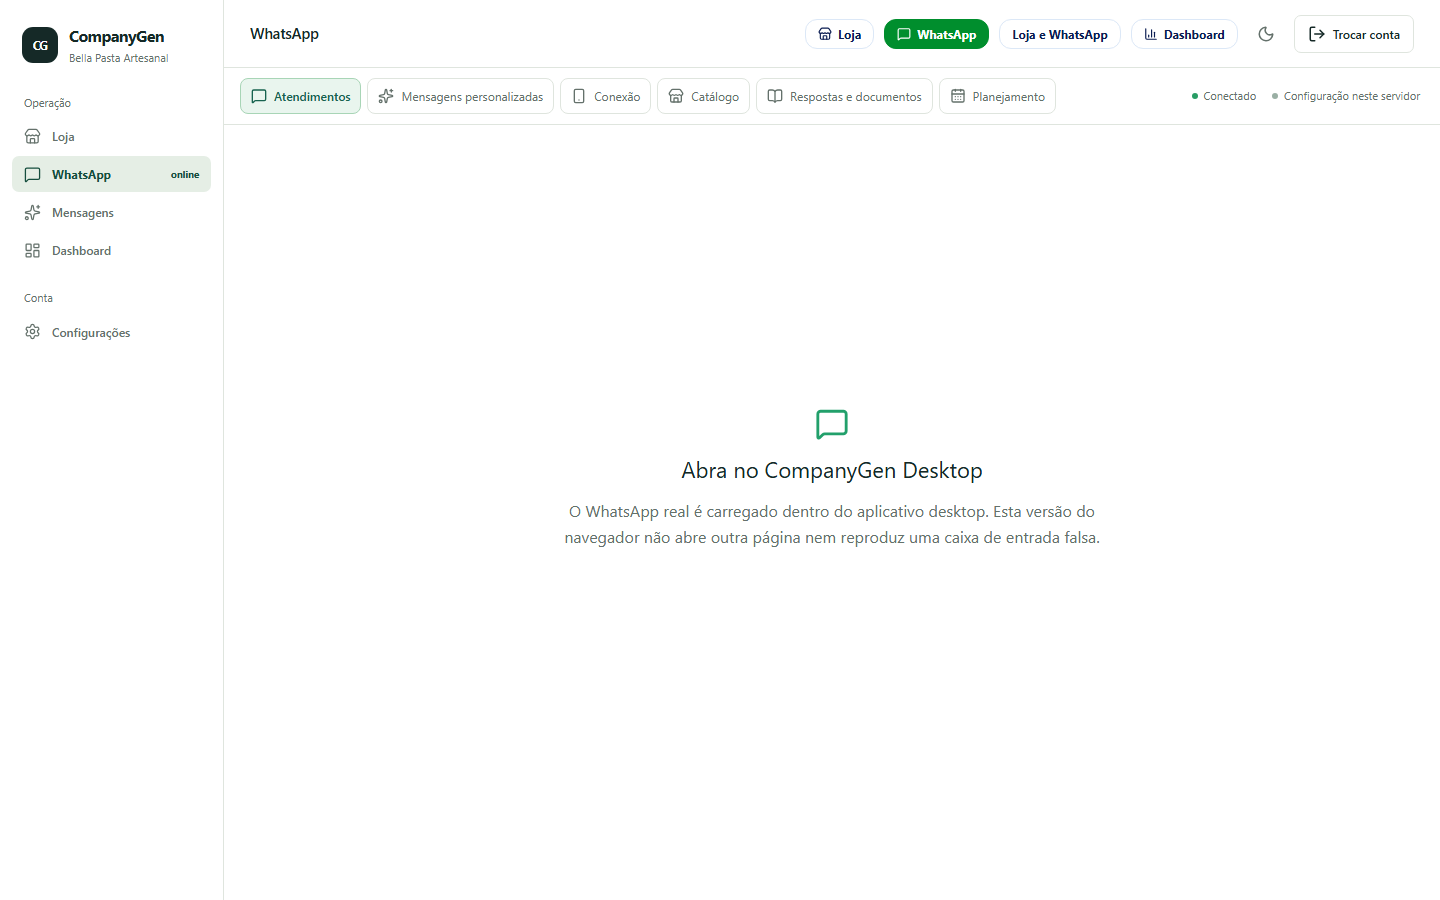 CG
CompanyGen
Bella Pasta Artesanal
Operação
Loja
WhatsApp online
Mensagens
Dashboard
Conta
Configurações
WhatsApp
Loja
WhatsApp
Loja e WhatsApp
Dashboard
Trocar conta
Atendimentos
Mensagens personalizadas
Conexão
Catálogo
Respostas e documentos
Planejamento
Conectado
Configuração neste servidor
Abra no CompanyGen Desktop
O WhatsApp real é carregado dentro do aplicativo desktop. Esta versão do
navegador não abre outra página nem reproduz uma caixa de entrada falsa.